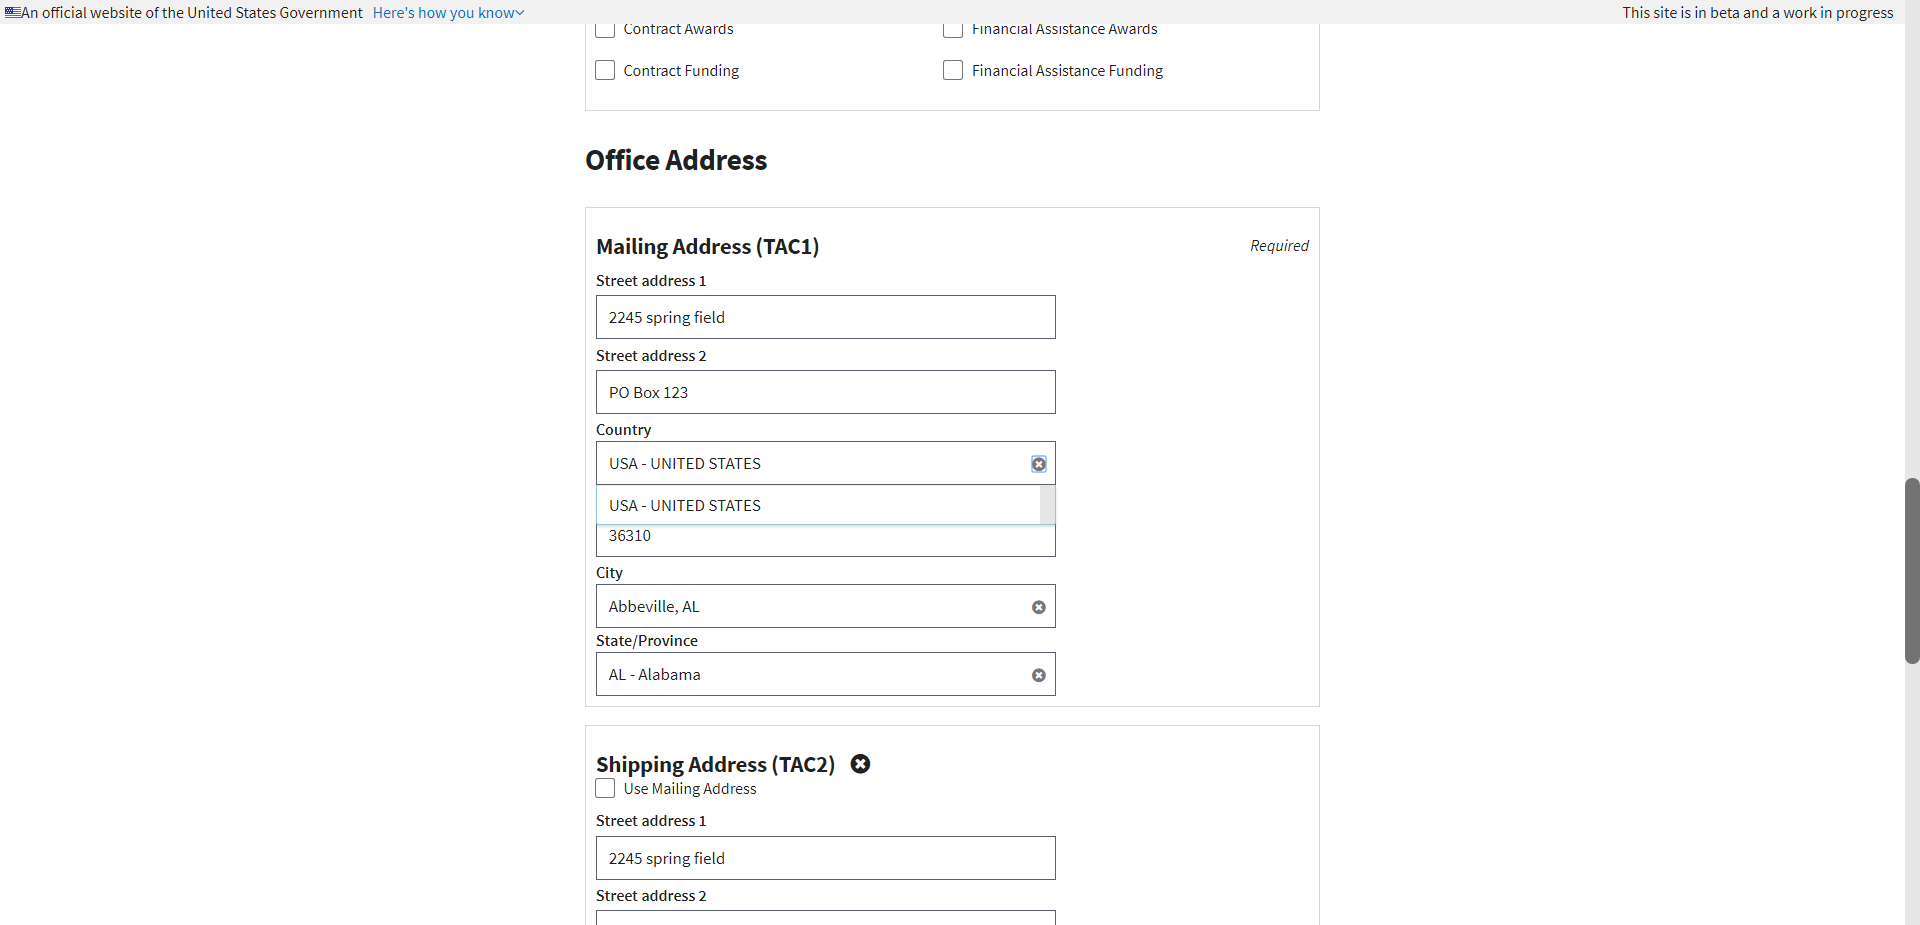 An official website of the United States Government Here's how you know
This site is in beta and a work in progress
Contract Awards
Financial Assistance Awards
Contract Funding
Financial Assistance Funding
Office Address
Mailing Address (TAC1)
Required
Street address 1
2245 spring field
Street address 2
PO Box 123
Country
USA - UNITED STATES
USA - UNITED STATES
36310
City
Abbeville, AL
State/Province
AL - Alabama
Shipping Address (TAC2)
Use Mailing Address
Street address 1
2245 spring field
Street address 2